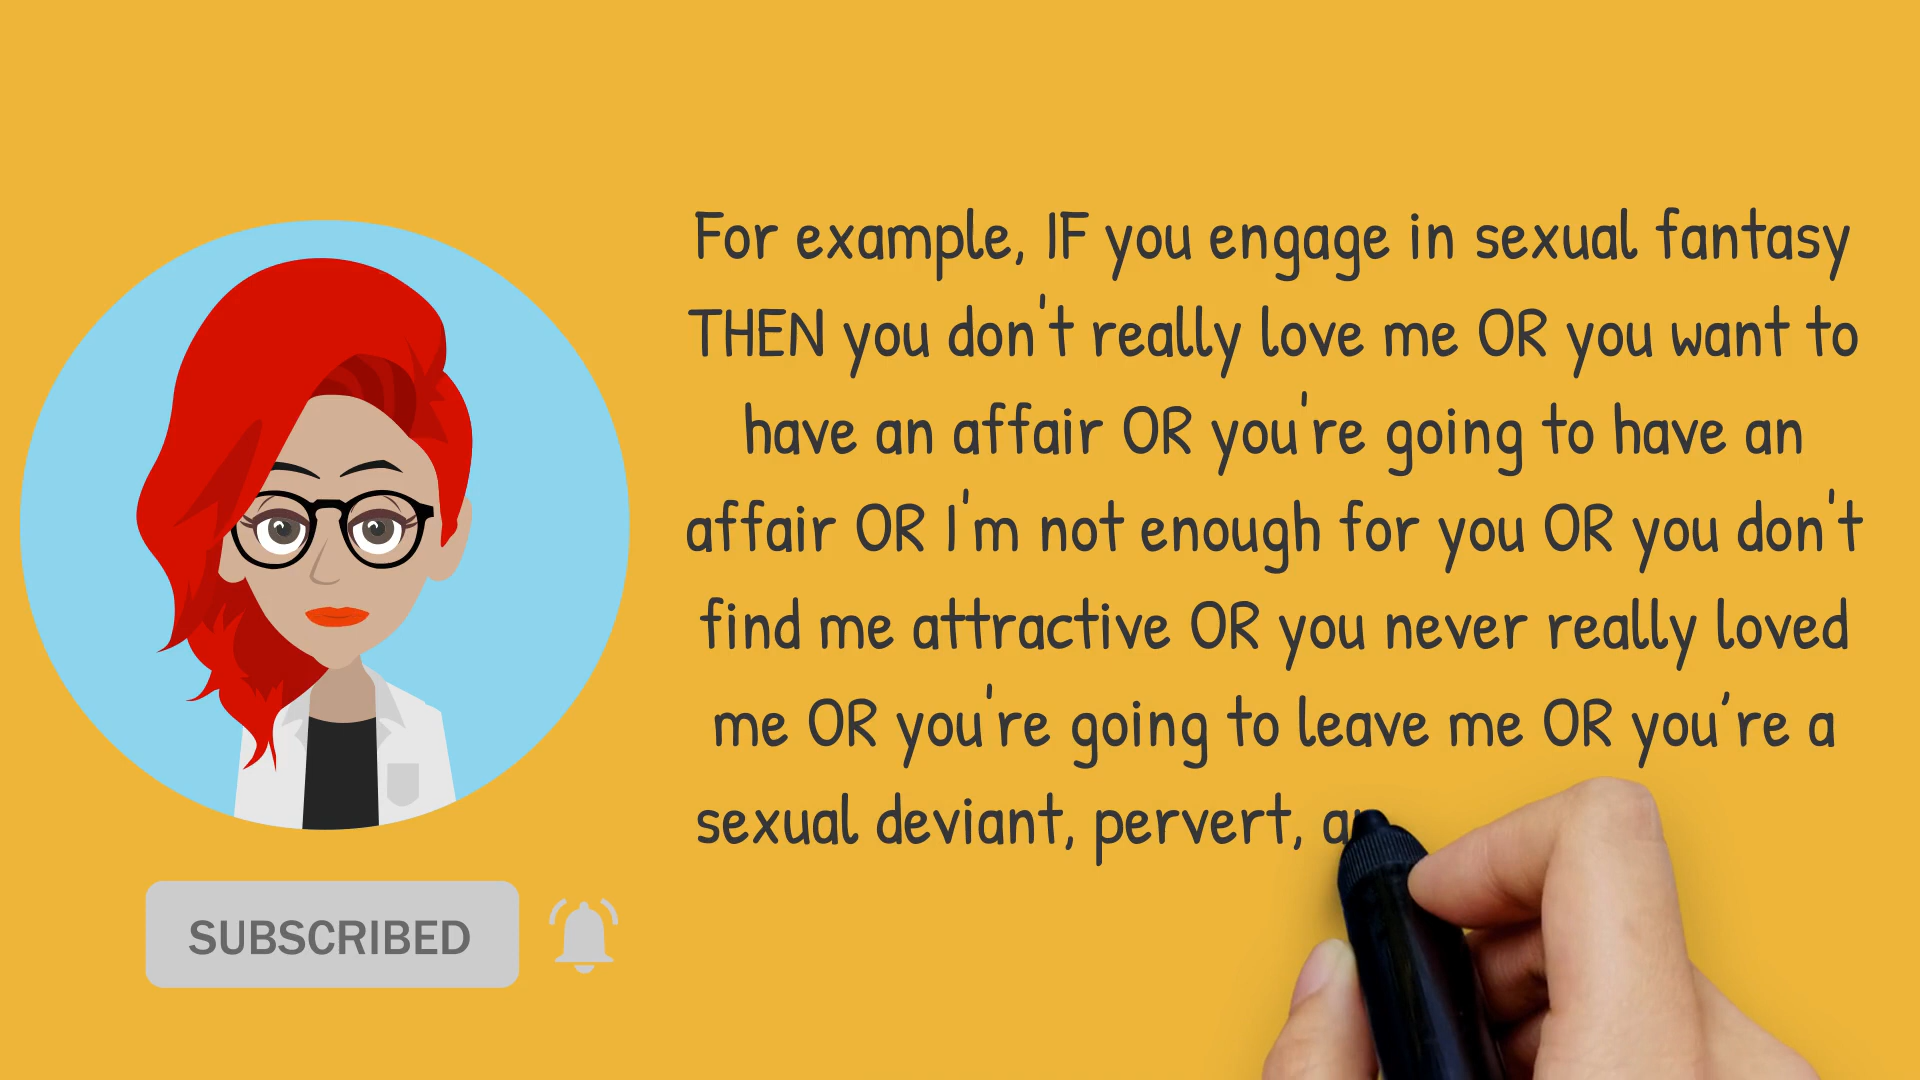 For example, IF you engage in sexual fantasy
THEN you don't really love me OR you want to
have an affair OR you're going to have an
affair OR I'm not enough for you OR you don't
find me attractive OR you never really loved
me OR you're going to leave me OR you’re a
sexual deviant, pervert,
SUBSCRIBED